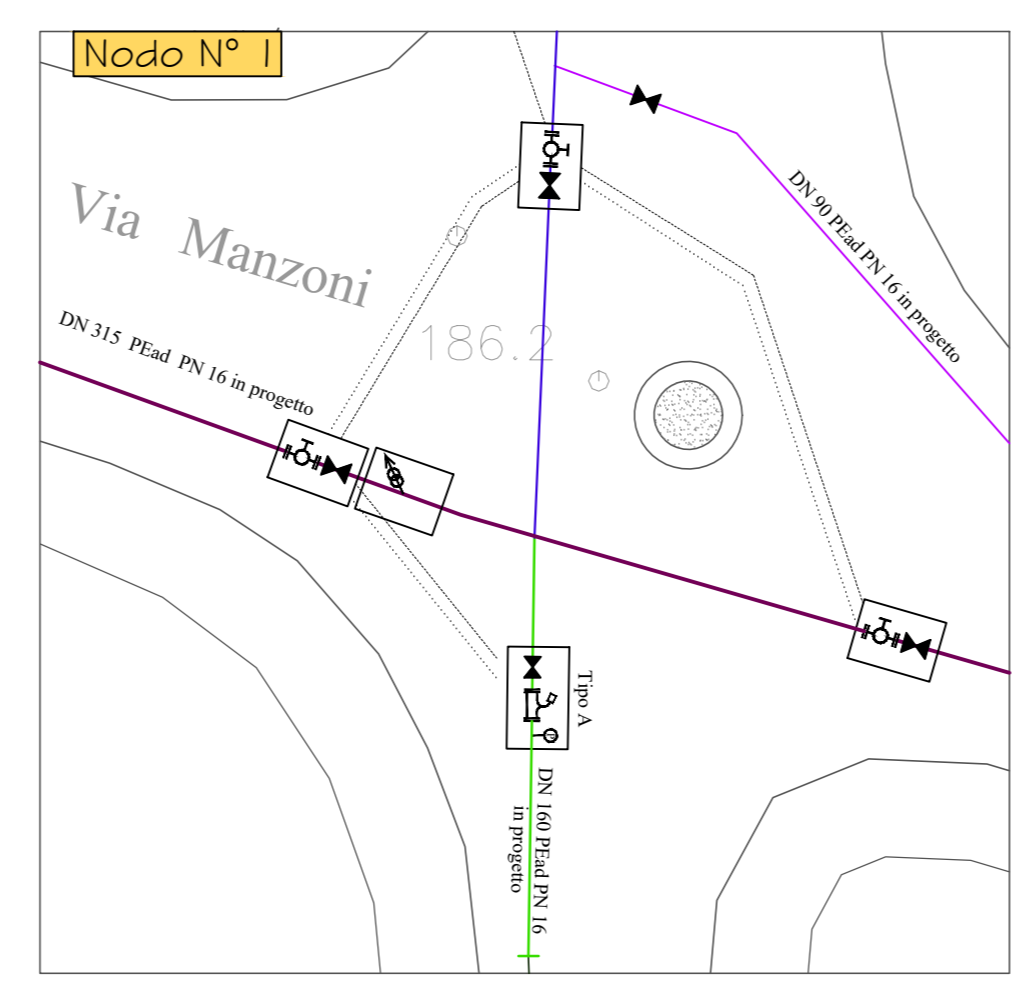 Nodo N° 1
Via Manzoni
DN 90 PEad PN 16 in progetto
DN 315 PEad PN 16 in progetto
186.2
Tipo A
DN 160 PEad PN 16
in progetto